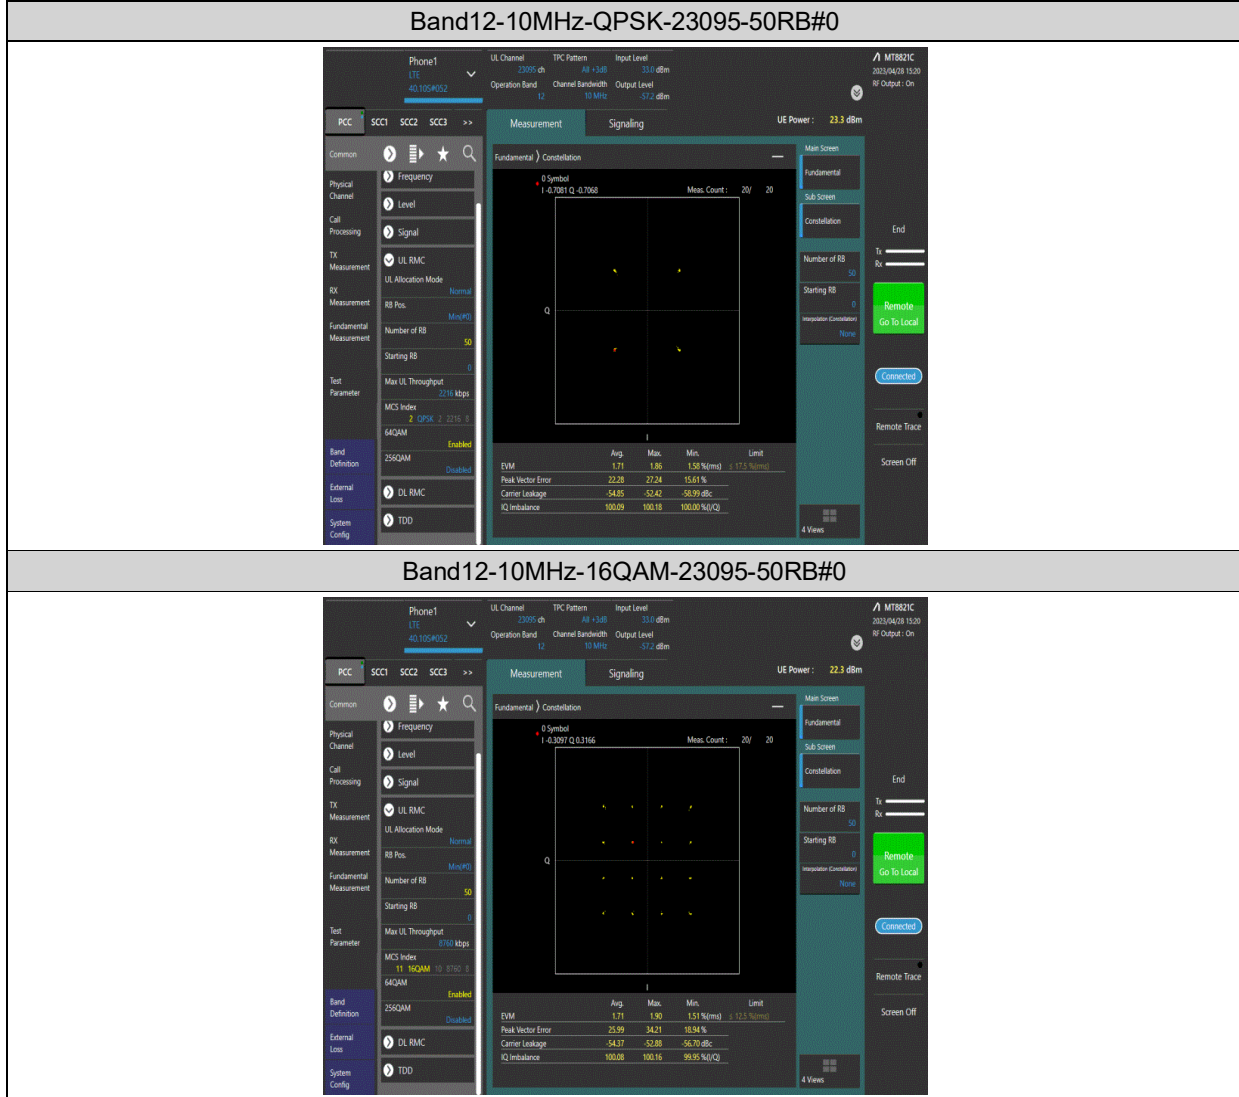 Band12-10MHz-QPSK-23095-50RB#0
Phone1
LTE
40.10S#052
UL Channel TPC Pattern Input Level
23095 ch All +3dB 33.0 dBm
Operation Band Channel Bandwidth Output Level
12 10 MHz -57.2 dBm
MT8821C
2023/04/28 15:20
RF Output : On
PCC SCC1 SCC2 SCC3 >>
Measurement Signaling
UE Power : 23.3 dBm
Common
Physical Channel
Call Processing
TX Measurement
RX Measurement
Fundamental Measurement
Test Parameter
Band Definition
External Loss
System Config
Frequency
Level
Signal
UL RMC
UL Allocation Mode
Normal
RB Pos.
Min(#0)
Number of RB
50
Starting RB
0
Max UL Throughput
2216 kbps
MCS Index
2 QPSK 2 2216 8
64QAM
Enabled
256QAM
Disabled
DL RMC
TDD
Fundamental Constellation
0 Symbol
I -0.7081 Q -0.7068 Meas. Count : 20/ 20
Q
I
Avg. Max. Min. Limit
EVM 1.71 1.86 1.58 %(rms) ≤ 17.5 %(rms)
Peak Vector Error 22.28 27.24 15.61 %
Carrier Leakage -54.85 -52.42 -58.99 dBc
IQ Imbalance 100.09 100.18 100.00 %(I/Q)
Main Screen
Fundamental
Sub Screen
Constellation
Number of RB
50
Starting RB
0
Interpolation (Constellation)
None
4 Views
End
Tx
Rx
Remote
Go To Local
Connected
Remote Trace
Screen Off
Band12-10MHz-16QAM-23095-50RB#0
Phone1
LTE
40.10S#052
UL Channel TPC Pattern Input Level
23095 ch All +3dB 33.0 dBm
Operation Band Channel Bandwidth Output Level
12 10 MHz -57.2 dBm
MT8821C
2023/04/28 15:20
RF Output : On
PCC SCC1 SCC2 SCC3 >>
Measurement Signaling
UE Power : 22.3 dBm
Common
Physical Channel
Call Processing
TX Measurement
RX Measurement
Fundamental Measurement
Test Parameter
Band Definition
External Loss
System Config
Frequency
Level
Signal
UL RMC
UL Allocation Mode
Normal
RB Pos.
Min(#0)
Number of RB
50
Starting RB
0
Max UL Throughput
8760 kbps
MCS Index
11 16QAM 10 8760 8
64QAM
Enabled
256QAM
Disabled
DL RMC
TDD
Fundamental Constellation
0 Symbol
I -0.3097 Q 0.3166 Meas. Count : 20/ 20
Q
I
Avg. Max. Min. Limit
EVM 1.71 1.90 1.51 %(rms) ≤ 12.5 %(rms)
Peak Vector Error 25.99 34.21 18.94 %
Carrier Leakage -54.37 -52.88 -56.70 dBc
IQ Imbalance 100.08 100.16 99.95 %(I/Q)
Main Screen
Fundamental
Sub Screen
Constellation
Number of RB
50
Starting RB
0
Interpolation (Constellation)
None
4 Views
End
Tx
Rx
Remote
Go To Local
Connected
Remote Trace
Screen Off